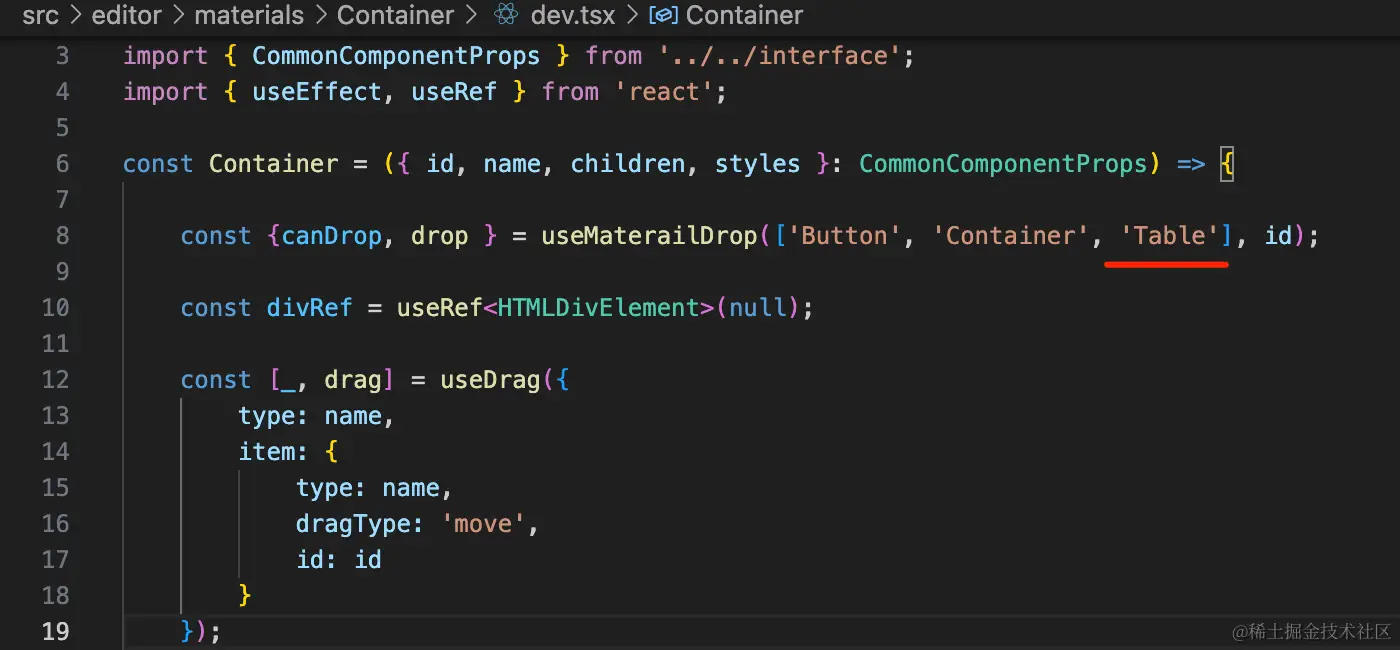 src > editor > materials > Container > dev.tsx > Container
3 import { CommonComponentProps } from '../../interface';
4 import { useEffect, useRef } from 'react';
5
6 const Container = ({ id, name, children, styles }: CommonComponentProps) => {
7
8 const {canDrop, drop } = useMaterailDrop(['Button', 'Container', 'Table'], id);
9
10 const divRef = useRef<HTMLDivElement>(null);
11
12 const [_, drag] = useDrag({
13 type: name,
14 item: {
15 type: name,
16 dragType: 'move',
17 id: id
18 }
19 });
@稀土掘金技术社区